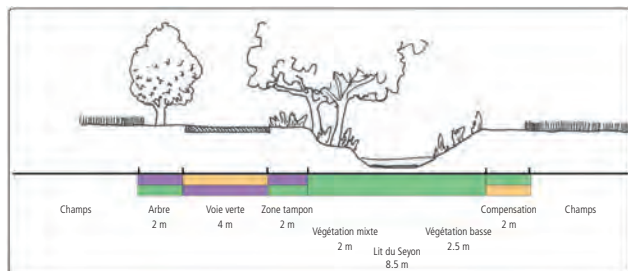 Champs Arbre Voie verte Zone tampon Compensation Champs
2 m 4 m 2 m 2 m
Végétation mixte Végétation basse
2 m 2.5 m
Lit du Seyon
8.5 m